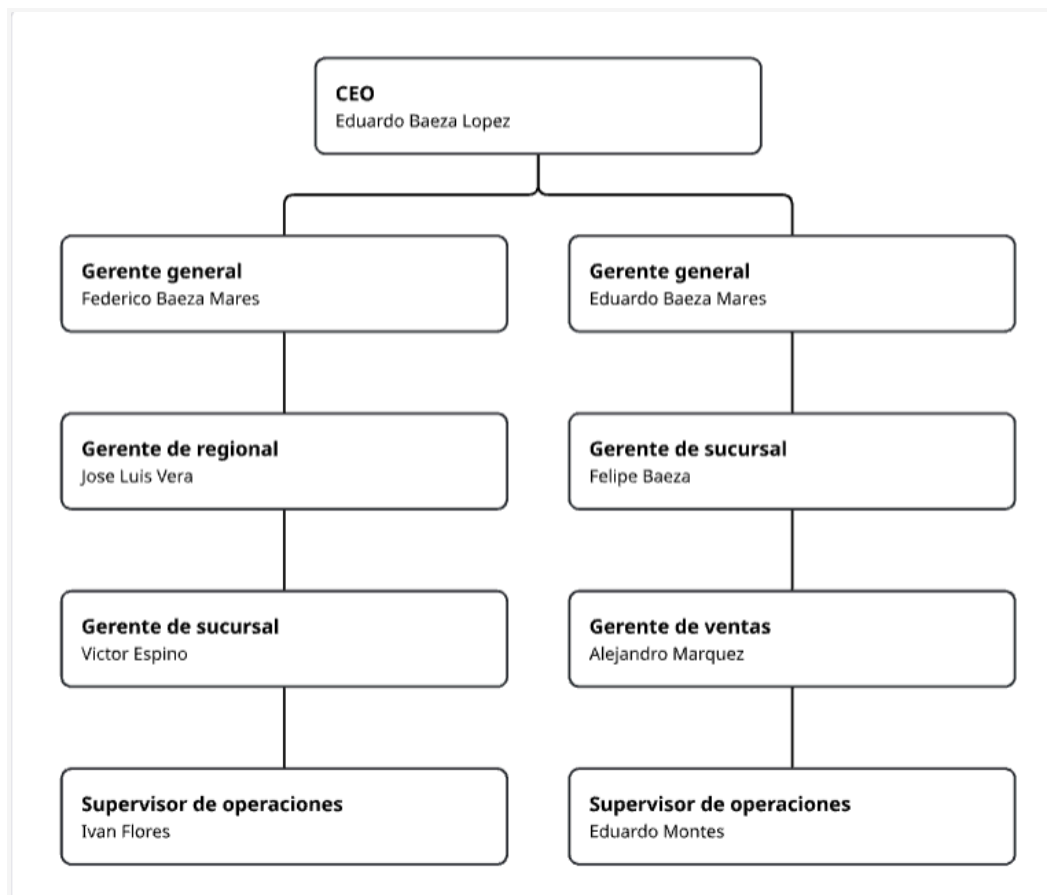 CEO
Eduardo Baeza Lopez
Gerente general
Federico Baeza Mares
Gerente general
Eduardo Baeza Mares
Gerente de regional
Jose Luis Vera
Gerente de sucursal
Felipe Baeza
Gerente de sucursal
Victor Espino
Gerente de ventas
Alejandro Marquez
Supervisor de operaciones
Ivan Flores
Supervisor de operaciones
Eduardo Montes